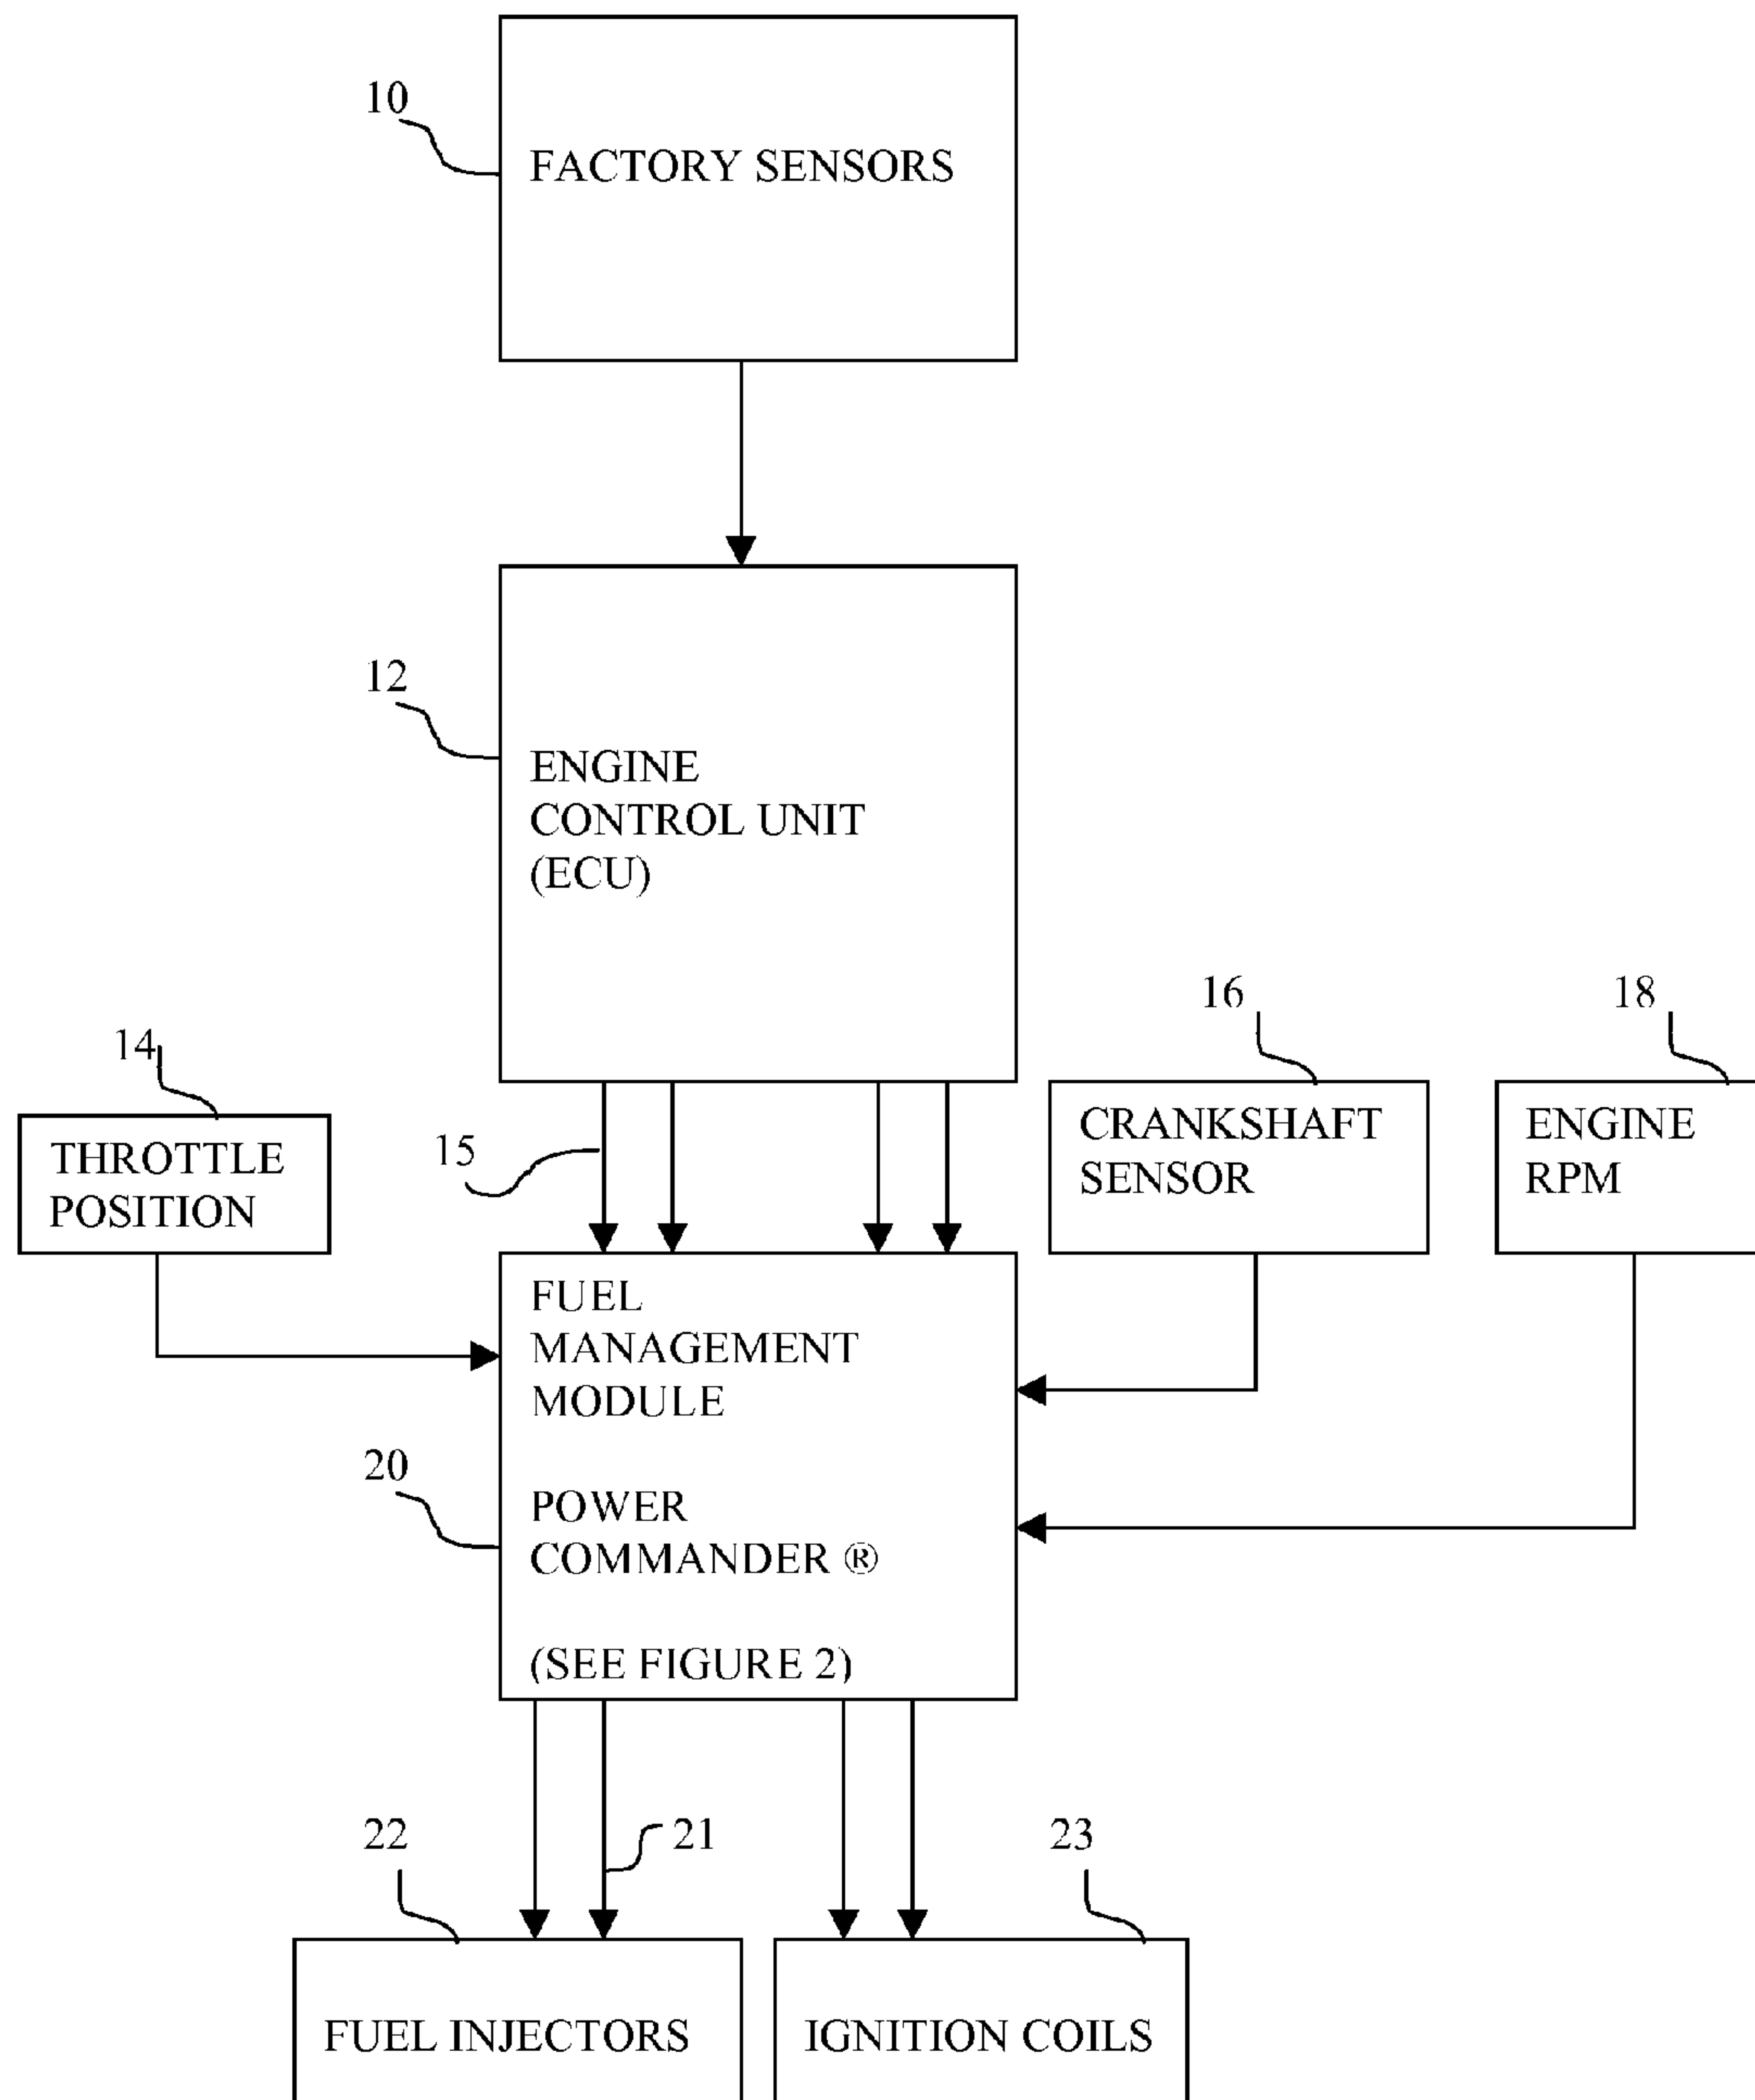 10
FACTORY SENSORS
12
ENGINE
CONTROL UNIT
(ECU)
14
THROTTLE
POSITION
15
16
CRANKSHAFT
SENSOR
18
ENGINE
RPM
FUEL
MANAGEMENT
MODULE
20
POWER
COMMANDER ®
(SEE FIGURE 2)
22
21
23
FUEL INJECTORS
IGNITION COILS